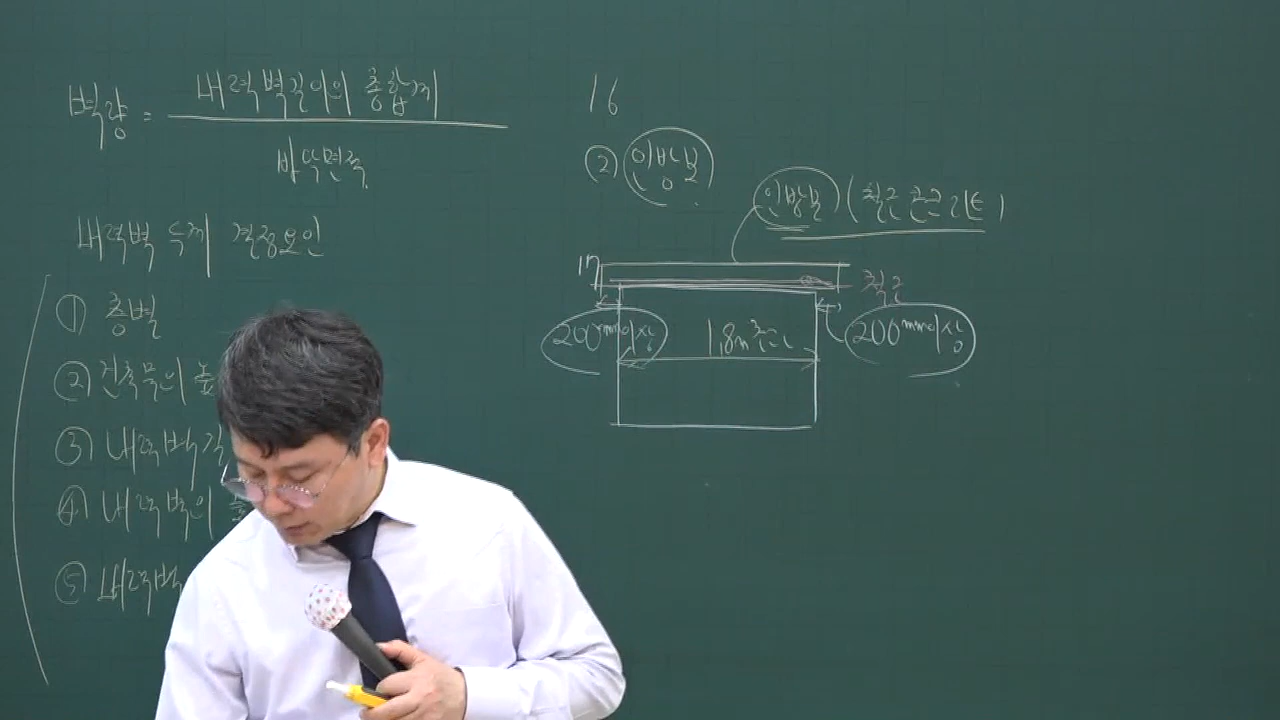 벽량 = 내력벽길이의 총합계
바닥면적
내력벽 두께 결정요인
① 층별
② 건축물의 높
③ 내력벽 길
④ 내력벽의 높
⑤ 내력벽
16
② 인방보
인방보 (철근콘크리트)
철근
200mm이상
1.8m초과
200mm이상